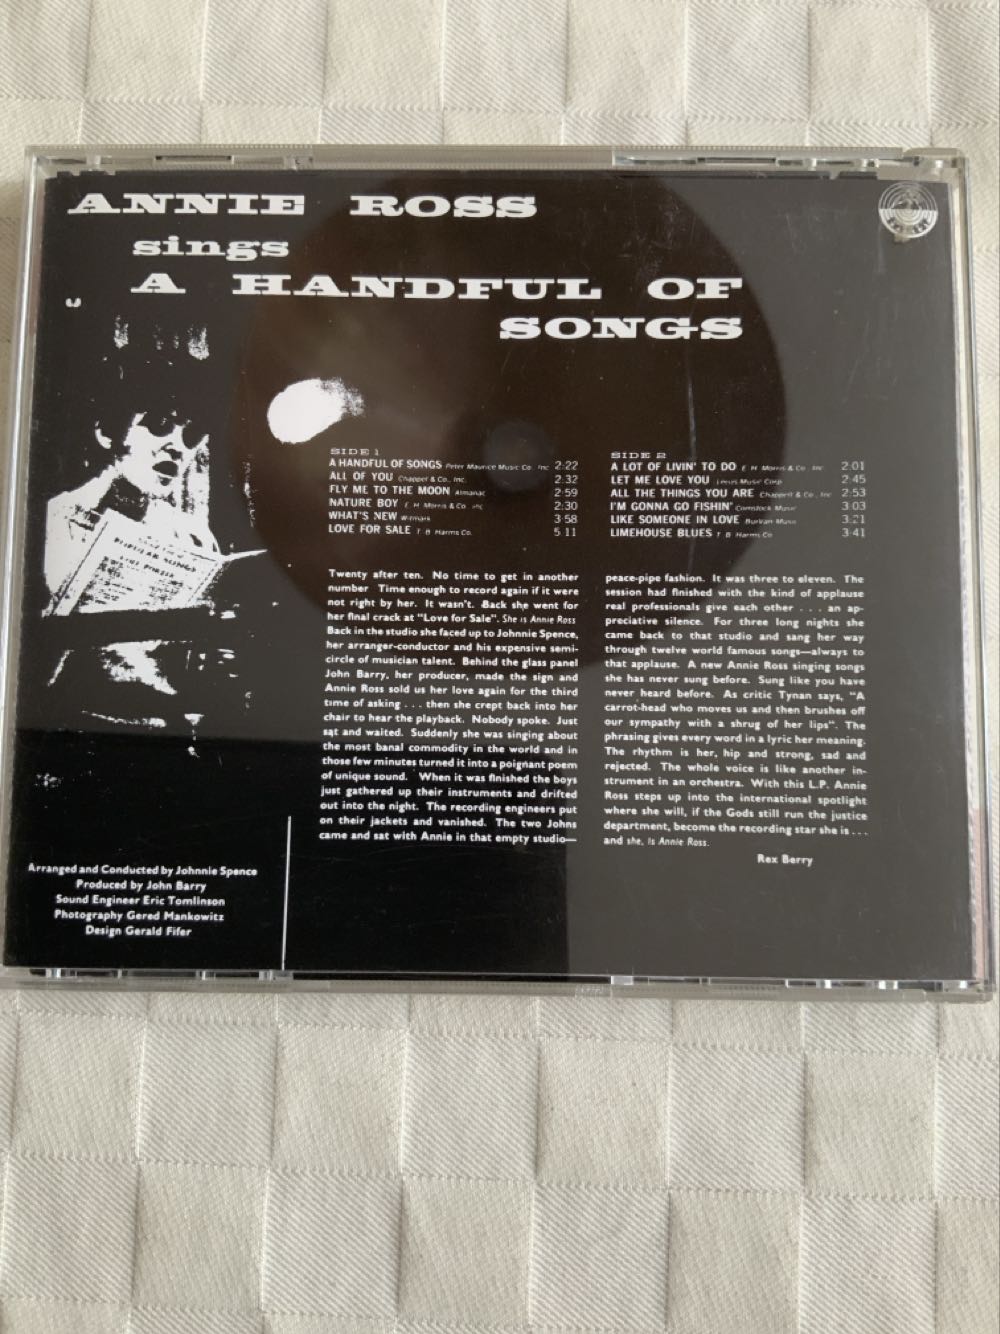 ANNIE ROSS
sings
A HANDFUL OF
SONGS
POPULAR SONGS
SIDE 1
A HANDFUL OF SONGS Peter Maurice Music Co. Inc 2:22
ALL OF YOU Chappel & Co., Inc. 2:32
FLY ME TO THE MOON Almanac 2:59
NATURE BOY E. H. Morris & Co. Inc 2:30
WHAT'S NEW Witmark 3:58
LOVE FOR SALE T. B. Harms Co. 5.11
SIDE 2
A LOT OF LIVIN' TO DO E. H. Morris & Co. Inc 2:01
LET ME LOVE YOU Music Corp 2:45
ALL THE THINGS YOU ARE Chappell & Co., Inc 2:53
I'M GONNA GO FISHIN' Comstock Music 3:03
LIKE SOMEONE IN LOVE Burvan Music 3:21
LIMEHOUSE BLUES T. B. Harms Co 3:41
Twenty after ten. No time to get in another
number Time enough to record again if it were
not right by her. It wasn't. Back she went for
her final crack at "Love for Sale". She is Annie Ross
Back in the studio she faced up to Johnnie Spence,
her arranger-conductor and his expensive semi-
circle of musician talent. Behind the glass panel
John Barry, her producer, made the sign and
Annie Ross sold us her love again for the third
time of asking . . . then she crept back into her
chair to hear the playback. Nobody spoke. Just
sat and waited. Suddenly she was singing about
the most banal commodity in the world and in
those few minutes turned it into a poignant poem
of unique sound. When it was finished the boys
just gathered up their instruments and drifted
out into the night. The recording engineers put
on their jackets and vanished. The two Johns
came and sat with Annie in that empty studio—
peace-pipe fashion. It was three to eleven. The
session had finished with the kind of applause
real professionals give each other . . . an ap-
preciative silence. For three long nights she
came back to that studio and sang her way
through twelve world famous songs—always to
that applause. A new Annie Ross singing songs
she has never sung before. Sung like you have
never heard before. As critic Tynan says, "A
carrot-head who moves us and then brushes off
our sympathy with a shrug of her lips". The
phrasing gives every word in a lyric her meaning.
The rhythm is her, hip and strong, sad and
rejected. The whole voice is like another in-
strument in an orchestra. With this L.P. Annie
Ross steps up into the international spotlight
where she will, if the Gods still run the justice
department, become the recording star she is . . .
and she, is Annie Ross.
Rex Berry
Arranged and Conducted by Johnnie Spence
Produced by John Barry
Sound Engineer Eric Tomlinson
Photography Gered Mankowitz
Design Gerald Fifer